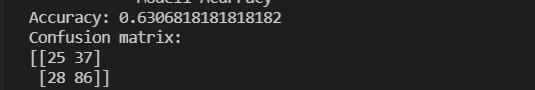 Accuracy: 0.6306818181818182
Confusion matrix:
[[25 37]
 [28 86]]